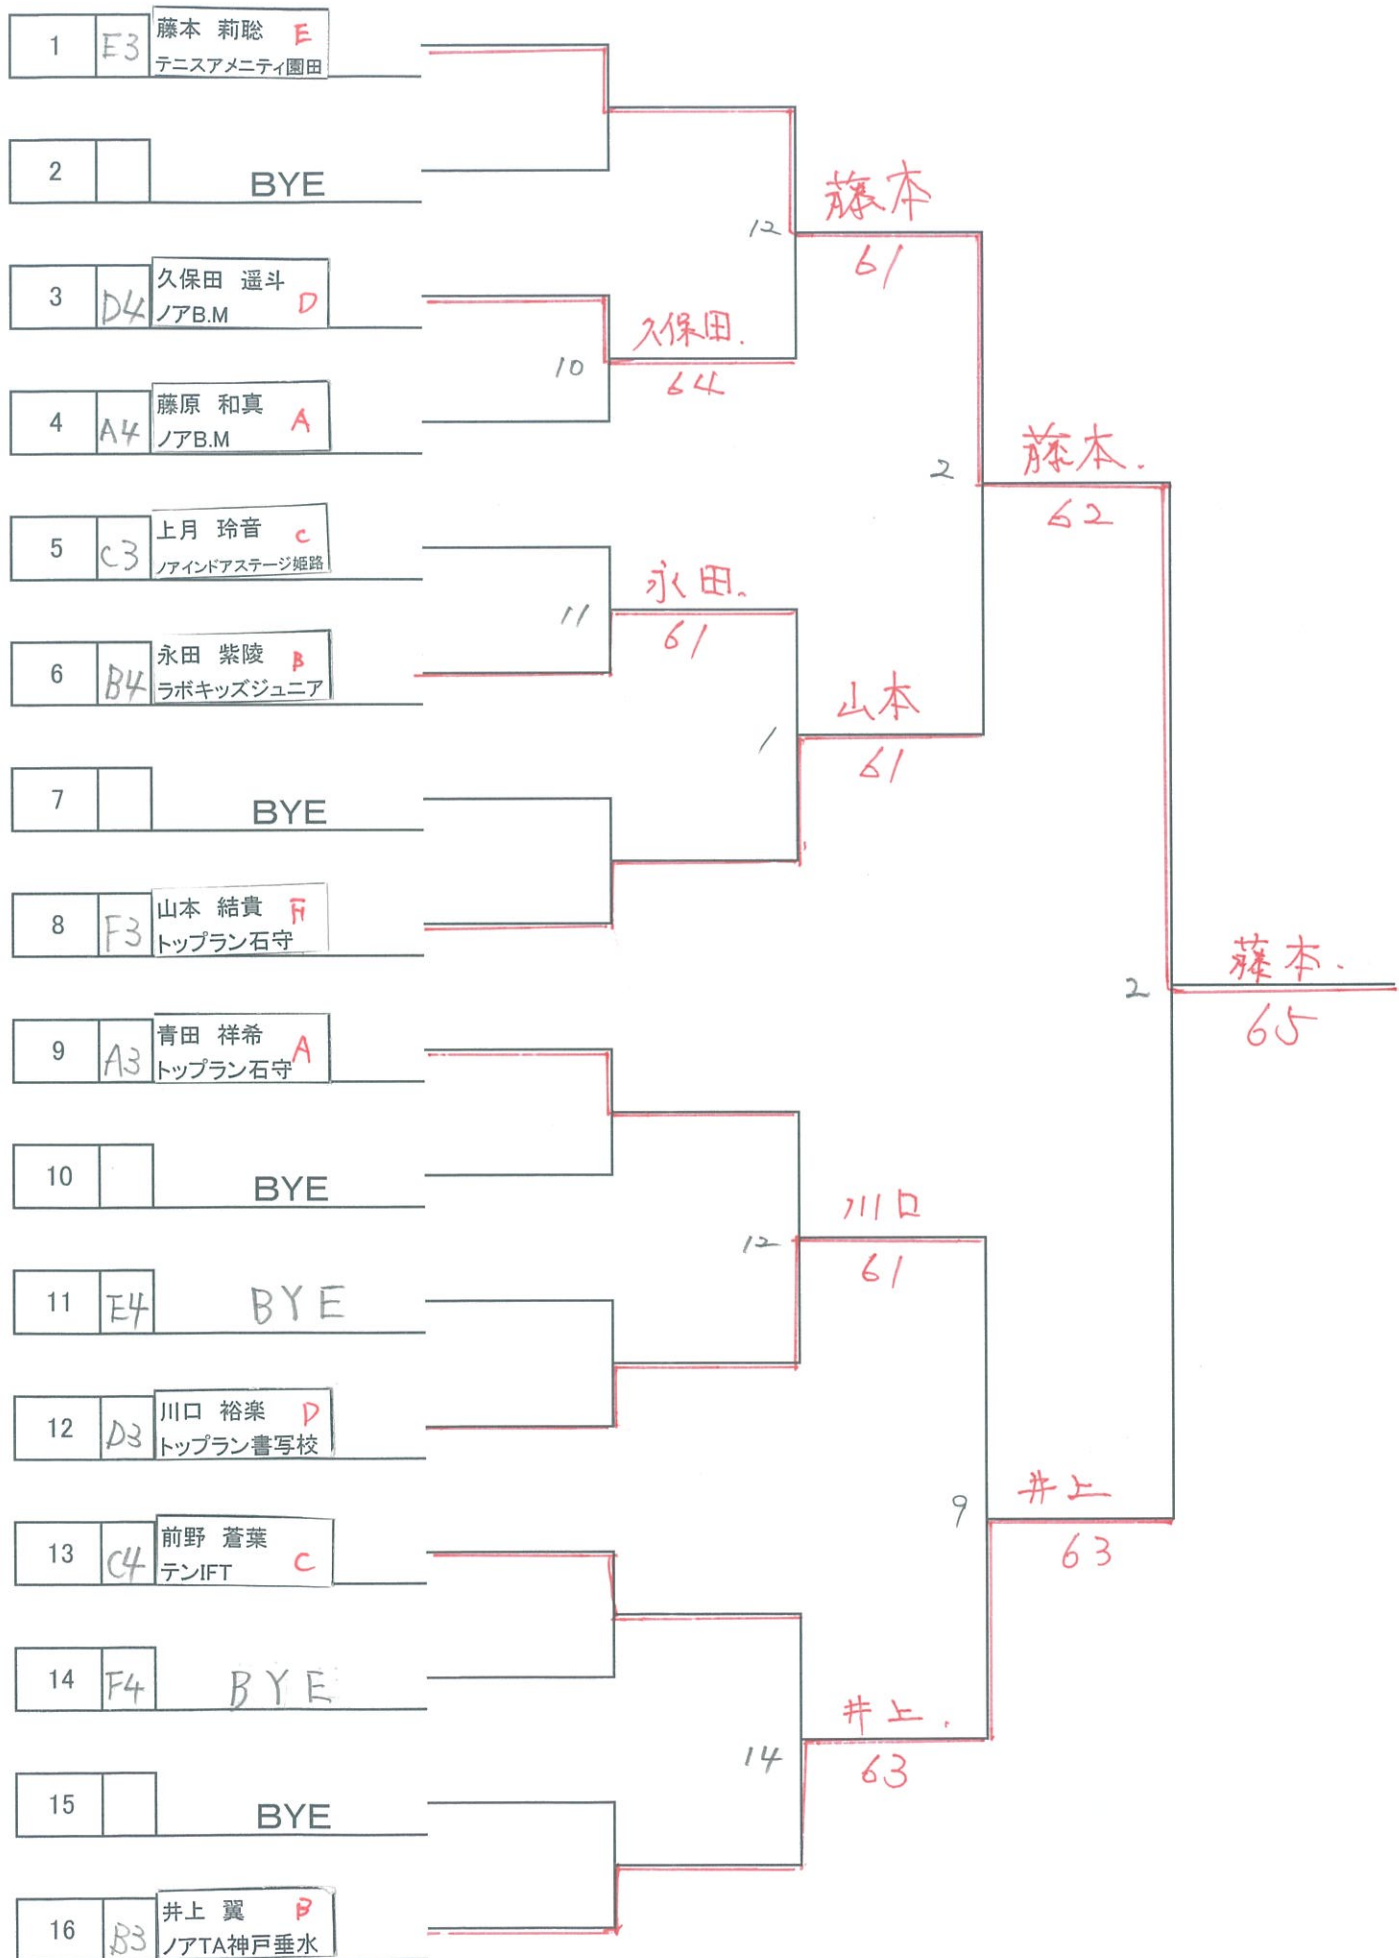 1 E3 藤本 莉聡 E
テニスアメニティ園田
2 BYE
藤本
12
61
3 D4 久保田 遥斗 D
ノアB.M
久保田.
10
64
4 A4 藤原 和真 A
ノアB.M
2
藤本.
62
5 C3 上月 玲音 C
ノアインドアステージ姫路
永田.
11
61
6 B4 永田 紫陵 B
ラボキッズジュニア
山本
1
61
7 BYE
8 F3 山本 結貴 F
トップラン石守
藤本.
2
65
9 A3 青田 祥希 A
トップラン石守
10 BYE
川口
12
61
11 E4 BYE
12 D3 川口 裕楽 D
トップラン書写校
井上
9
63
13 C4 前野 蒼葉 C
テンIFT
14 F4 BYE
井上.
14
63
15 BYE
16 B3 井上 翼 B
ノアTA神戸垂水